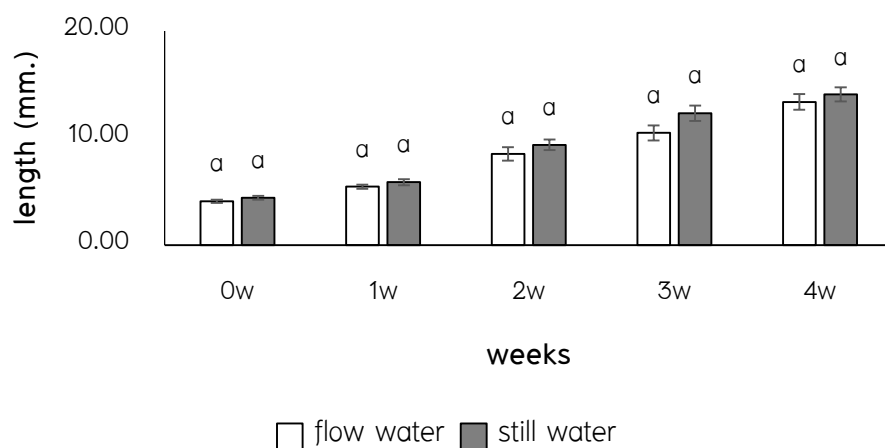 20.00
10.00
0.00
length (mm.)
a a a a a a a a a a
0w 1w 2w 3w 4w
weeks
flow water still water